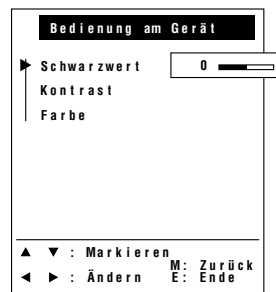 Bedienung am Gerät
Schwarzwert 0
Kontrast
Farbe
▲ ▼ : Markieren
M: Zurück
◄ ► : Ändern E: Ende